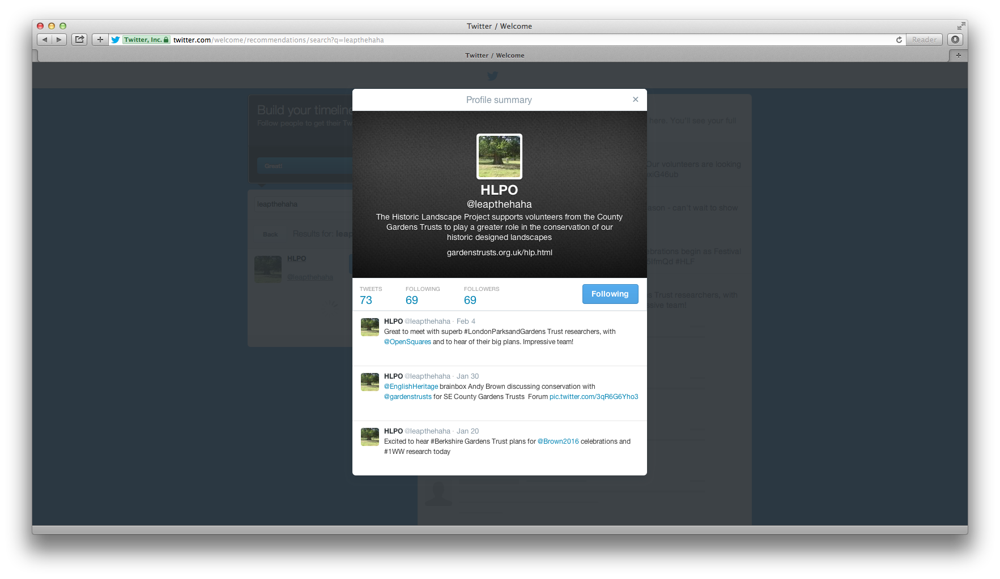 Twitter / Welcome
Twitter, Inc. twitter.com/welcome/recommendations/search?q=leapthehaha
Reader
Twitter / Welcome
Build your timeline
Follow people to get their Tw
Great!
leapthehaha
Back Results for: leap
HLPO
@leapthehaha
Profile summary
HLPO
@leapthehaha
The Historic Landscape Project supports volunteers from the County
Gardens Trusts to play a greater role in the conservation of our
historic designed landscapes
gardenstrusts.org.uk/hlp.html
TWEETS FOLLOWING FOLLOWERS
73 69 69
Following
HLPO @leapthehaha · Feb 4
Great to meet with superb #LondonParksandGardens Trust researchers, with
@OpenSquares and to hear of their big plans. Impressive team!
HLPO @leapthehaha · Jan 30
@EnglishHeritage brainbox Andy Brown discussing conservation with
@gardenstrusts for SE County Gardens Trusts Forum pic.twitter.com/3qR6G6Yho3
HLPO @leapthehaha · Jan 20
Excited to hear #Berkshire Gardens Trust plans for @Brown2016 celebrations and
#1WW research today
here. You'll see your full
Our volunteers are looking
xiG46ub
ason - can't wait to show
ebrations begin as Festival
5IfmQd #HLF
s Trust researchers, with
ssive team!